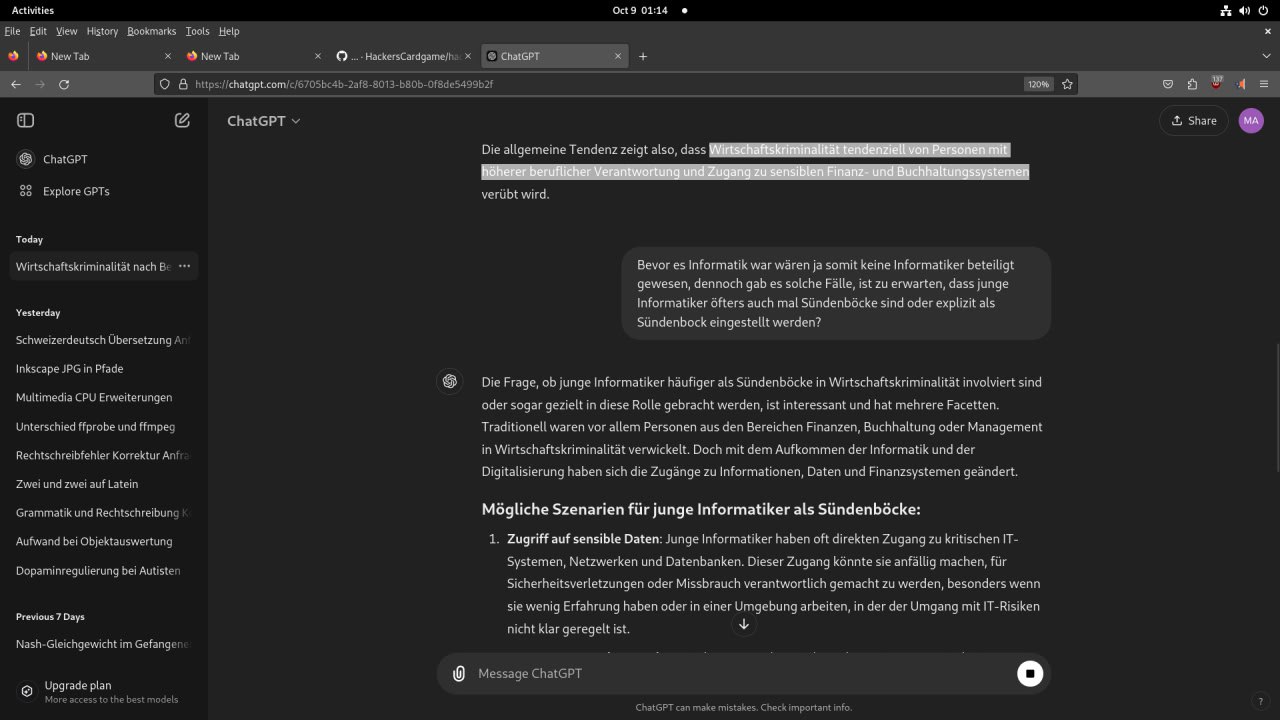 Activities
Oct 9 01:14
File Edit View History Bookmarks Tools Help
New Tab
New Tab
... · HackersCardgame/hac
ChatGPT
https://chatgpt.com/c/6705bc4b-2af8-8013-b80b-0f8de5499b2f
120%
137
ChatGPT
Share
MA
ChatGPT
Explore GPTs
Today
Wirtschaftskriminalität nach Be
Yesterday
Schweizerdeutsch Übersetzung Anf
Inkscape JPG in Pfade
Multimedia CPU Erweiterungen
Unterschied ffprobe und ffmpeg
Rechtschreibfehler Korrektur Anfra
Zwei und zwei auf Latein
Grammatik und Rechtschreibung K
Aufwand bei Objektauswertung
Dopaminregulierung bei Autisten
Previous 7 Days
Nash-Gleichgewicht im Gefangene
Upgrade plan
More access to the best models
Die allgemeine Tendenz zeigt also, dass Wirtschaftskriminalität tendenziell von Personen mit
höherer beruflicher Verantwortung und Zugang zu sensiblen Finanz- und Buchhaltungssystemen
verübt wird.
Bevor es Informatik war wären ja somit keine Informatiker beteiligt
gewesen, dennoch gab es solche Fälle, ist zu erwarten, dass junge
Informatiker öfters auch mal Sündenböcke sind oder explizit als
Sündenbock eingestellt werden?
Die Frage, ob junge Informatiker häufiger als Sündenböcke in Wirtschaftskriminalität involviert sind
oder sogar gezielt in diese Rolle gebracht werden, ist interessant und hat mehrere Facetten.
Traditionell waren vor allem Personen aus den Bereichen Finanzen, Buchhaltung oder Management
in Wirtschaftskriminalität verwickelt. Doch mit dem Aufkommen der Informatik und der
Digitalisierung haben sich die Zugänge zu Informationen, Daten und Finanzsystemen geändert.
Mögliche Szenarien für junge Informatiker als Sündenböcke:
1. Zugriff auf sensible Daten: Junge Informatiker haben oft direkten Zugang zu kritischen IT-
Systemen, Netzwerken und Datenbanken. Dieser Zugang könnte sie anfällig machen, für
Sicherheitsverletzungen oder Missbrauch verantwortlich gemacht zu werden, besonders wenn
sie wenig Erfahrung haben oder in einer Umgebung arbeiten, in der der Umgang mit IT-Risiken
nicht klar geregelt ist.
Message ChatGPT
ChatGPT can make mistakes. Check important info.
?